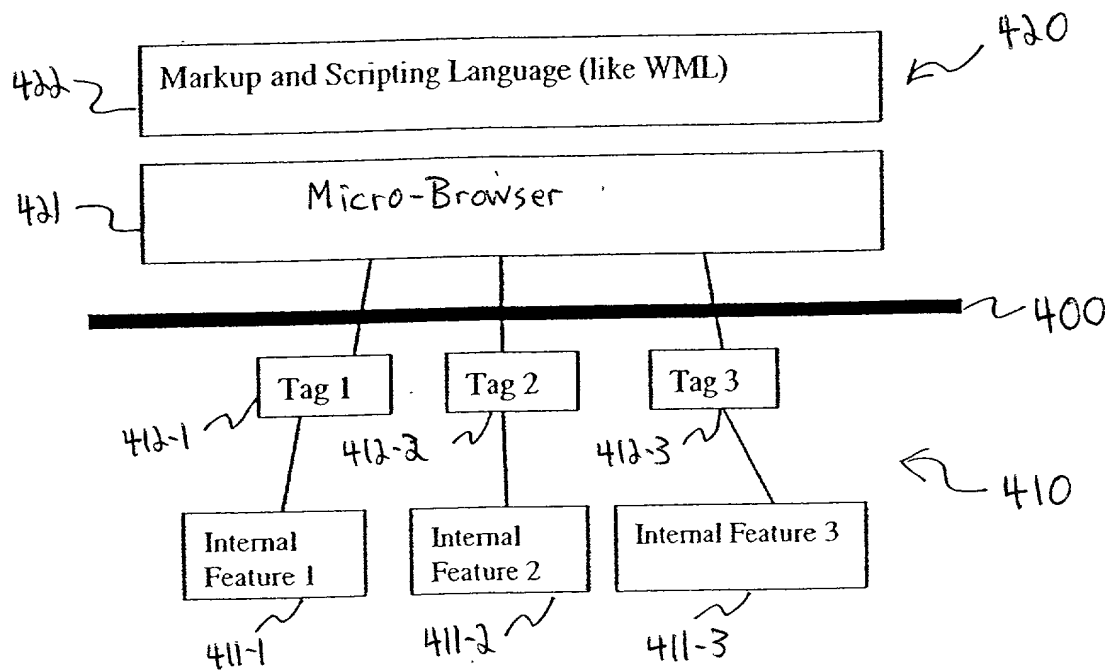 420
422
Markup and Scripting Language (like WML)
421
Micro-Browser
400
Tag 1
Tag 2
Tag 3
412-1
412-2
412-3
410
Internal
Feature 1
Internal
Feature 2
Internal Feature 3
411-1
411-2
411-3